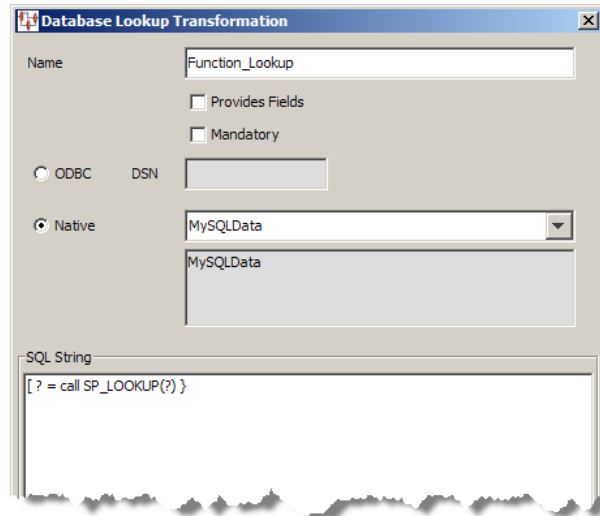 Database Lookup Transformation
Name Function_Lookup
Provides Fields
Mandatory
ODBC DSN
Native MySQLData
MySQLData
SQL String
[ ? = call SP_LOOKUP(?) }